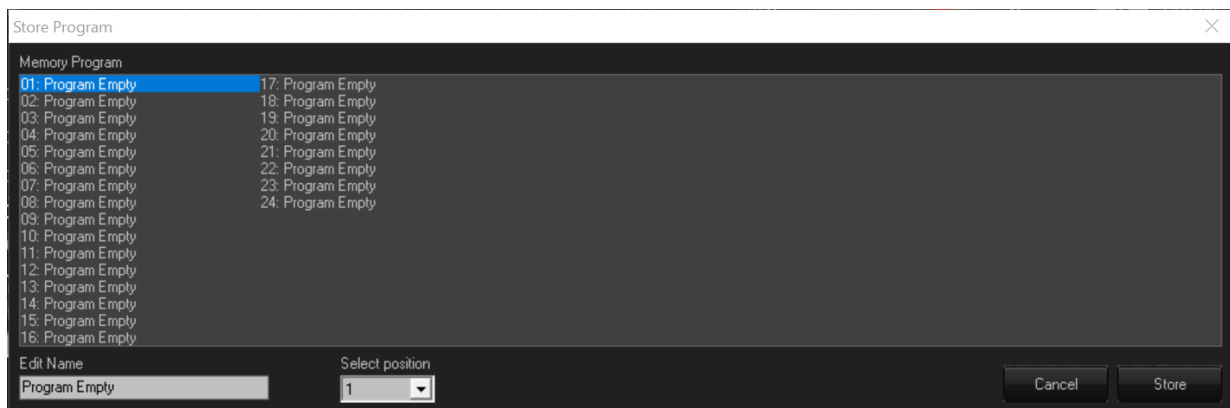 Store Program
Memory Program
01: Program Empty
02: Program Empty
03: Program Empty
04: Program Empty
05: Program Empty
06: Program Empty
07: Program Empty
08: Program Empty
09: Program Empty
10: Program Empty
11: Program Empty
12: Program Empty
13: Program Empty
14: Program Empty
15: Program Empty
16: Program Empty
17: Program Empty
18: Program Empty
19: Program Empty
20: Program Empty
21: Program Empty
22: Program Empty
23: Program Empty
24: Program Empty
Edit Name
Program Empty
Select position
1
Cancel
Store